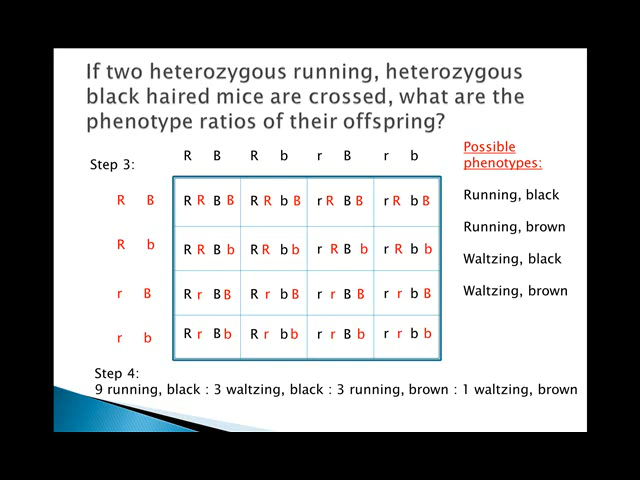 If two heterozygous running, heterozygous
black haired mice are crossed, what are the
phenotype ratios of their offspring?
Step 3:
R B R b r B r b
R B R R B B R R b B r R B B r R b B
R b R R B b R R b b r R B b r R b b
r B R r B B R r b B r r B B r r b B
r b R r B b R r b b r r B b r r b b
Possible
phenotypes:
Running, black
Running, brown
Waltzing, black
Waltzing, brown
Step 4:
9 running, black : 3 waltzing, black : 3 running, brown : 1 waltzing, brown